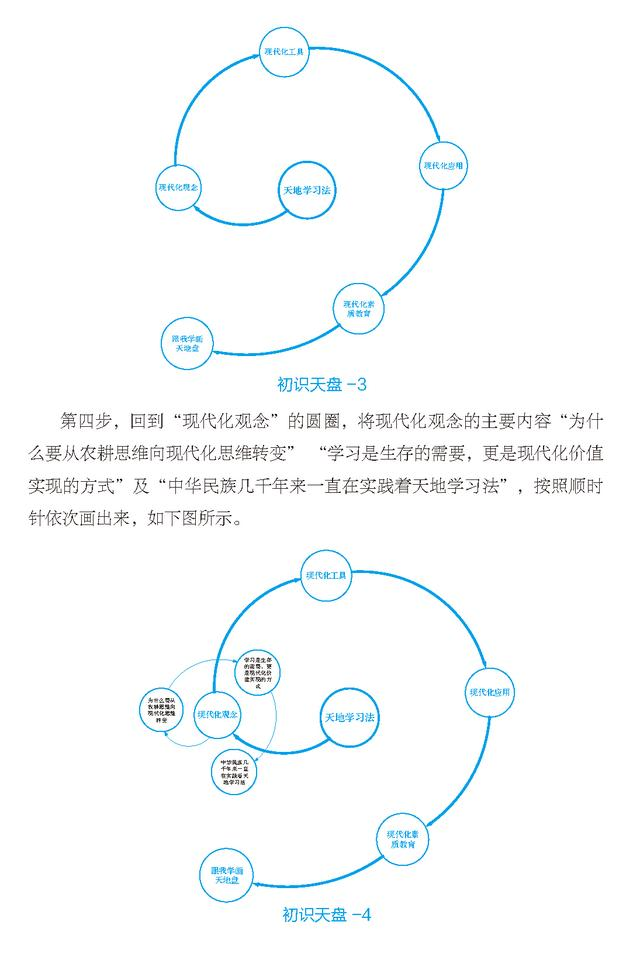 现代化工具
现代化应用
现代化观念
天地学习法
现代化素
质教育
跟我学画
天地盘
初识天盘-3
第四步，回到“现代化观念”的圆圈，将现代化观念的主要内容“为什
么要从农耕思维向现代化思维转变” “学习是生存的需要，更是现代化价值
实现的方式”及“中华民族几千年来一直在实践着天地学习法”，按照顺时
针依次画出来，如下图所示。
现代化工具
学习是生存
的需要，更
是现代化价
值实现的方
式
现代化应用
为什么要从
农耕思维向
现代化思维
转变
现代化观念
天地学习法
中华民族几
千年来一直
在实践着天
地学习法
现代化素
质教育
跟我学画
天地盘
初识天盘-4